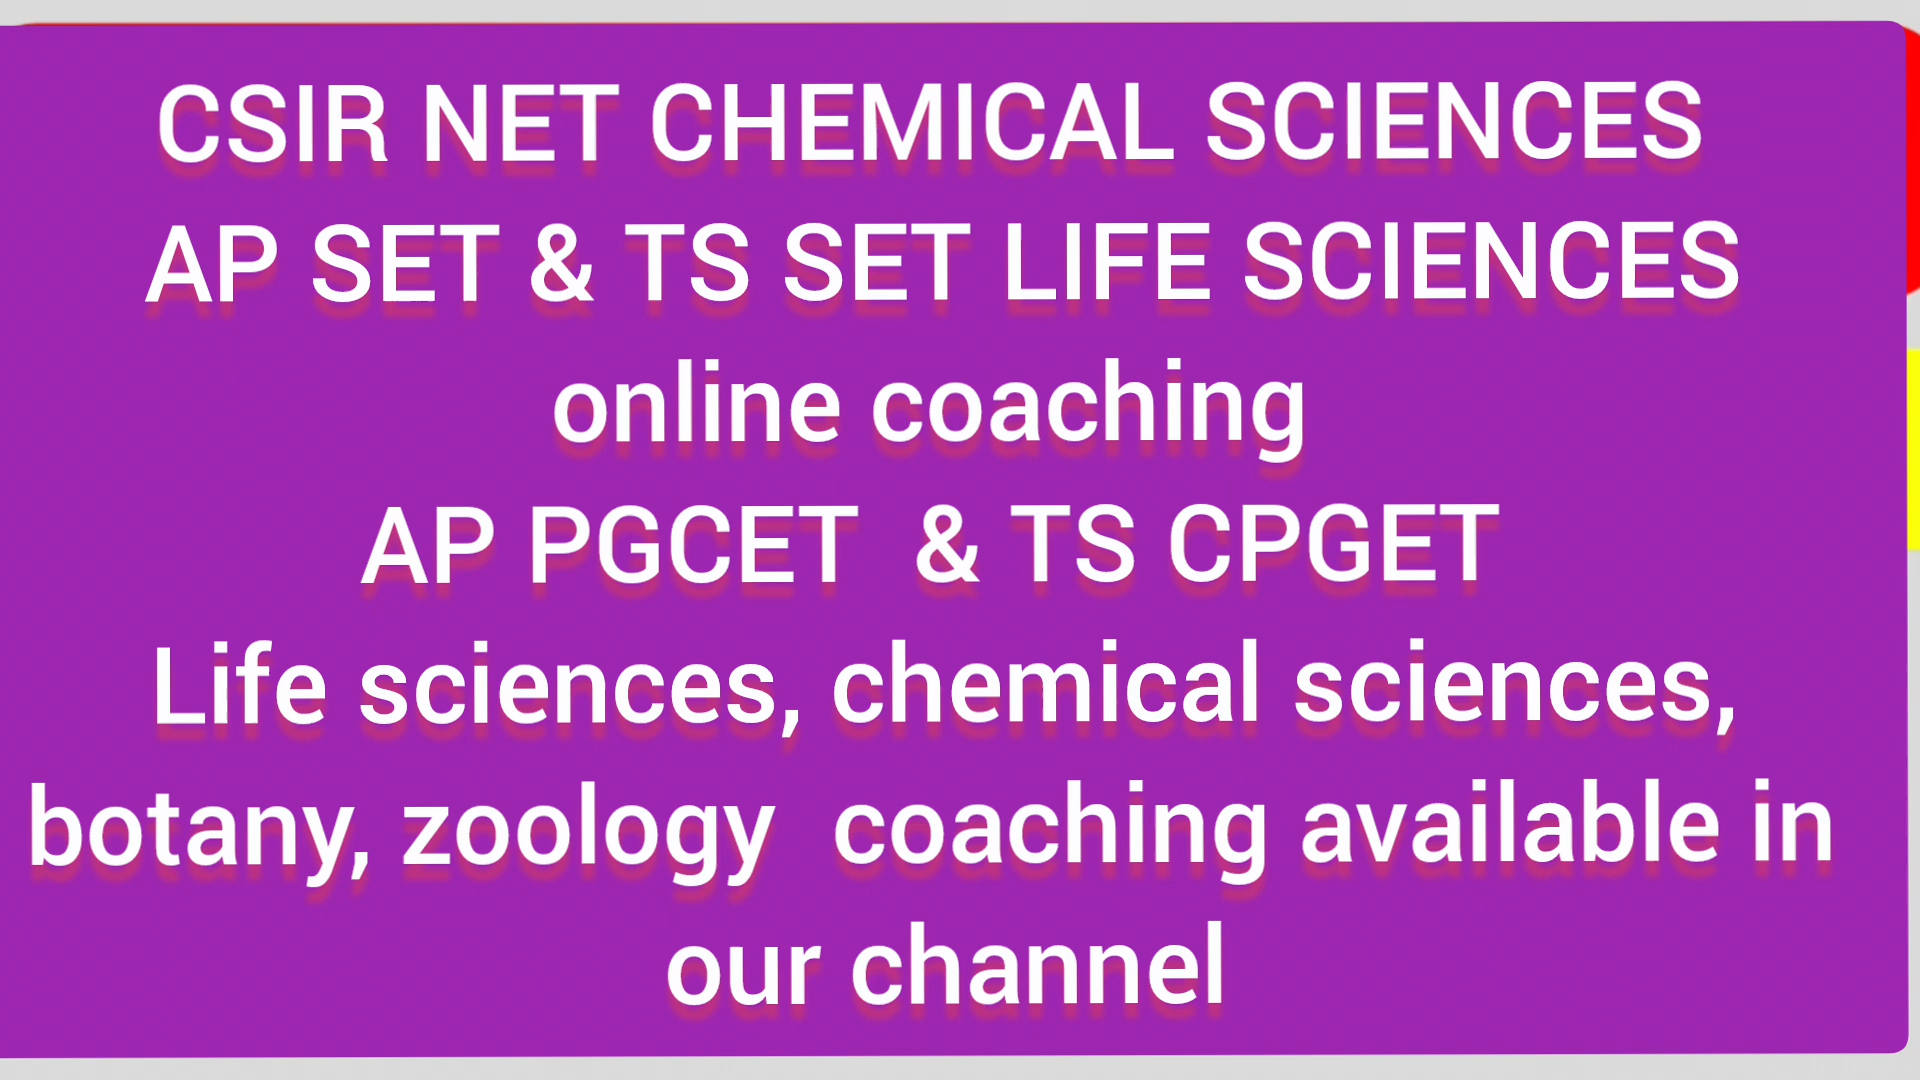 CSIR NET CHEMICAL SCIENCES
AP SET & TS SET LIFE SCIENCES
online coaching
AP PGCET & TS CPGET
Life sciences, chemical sciences,
botany, zoology coaching available in
our channel